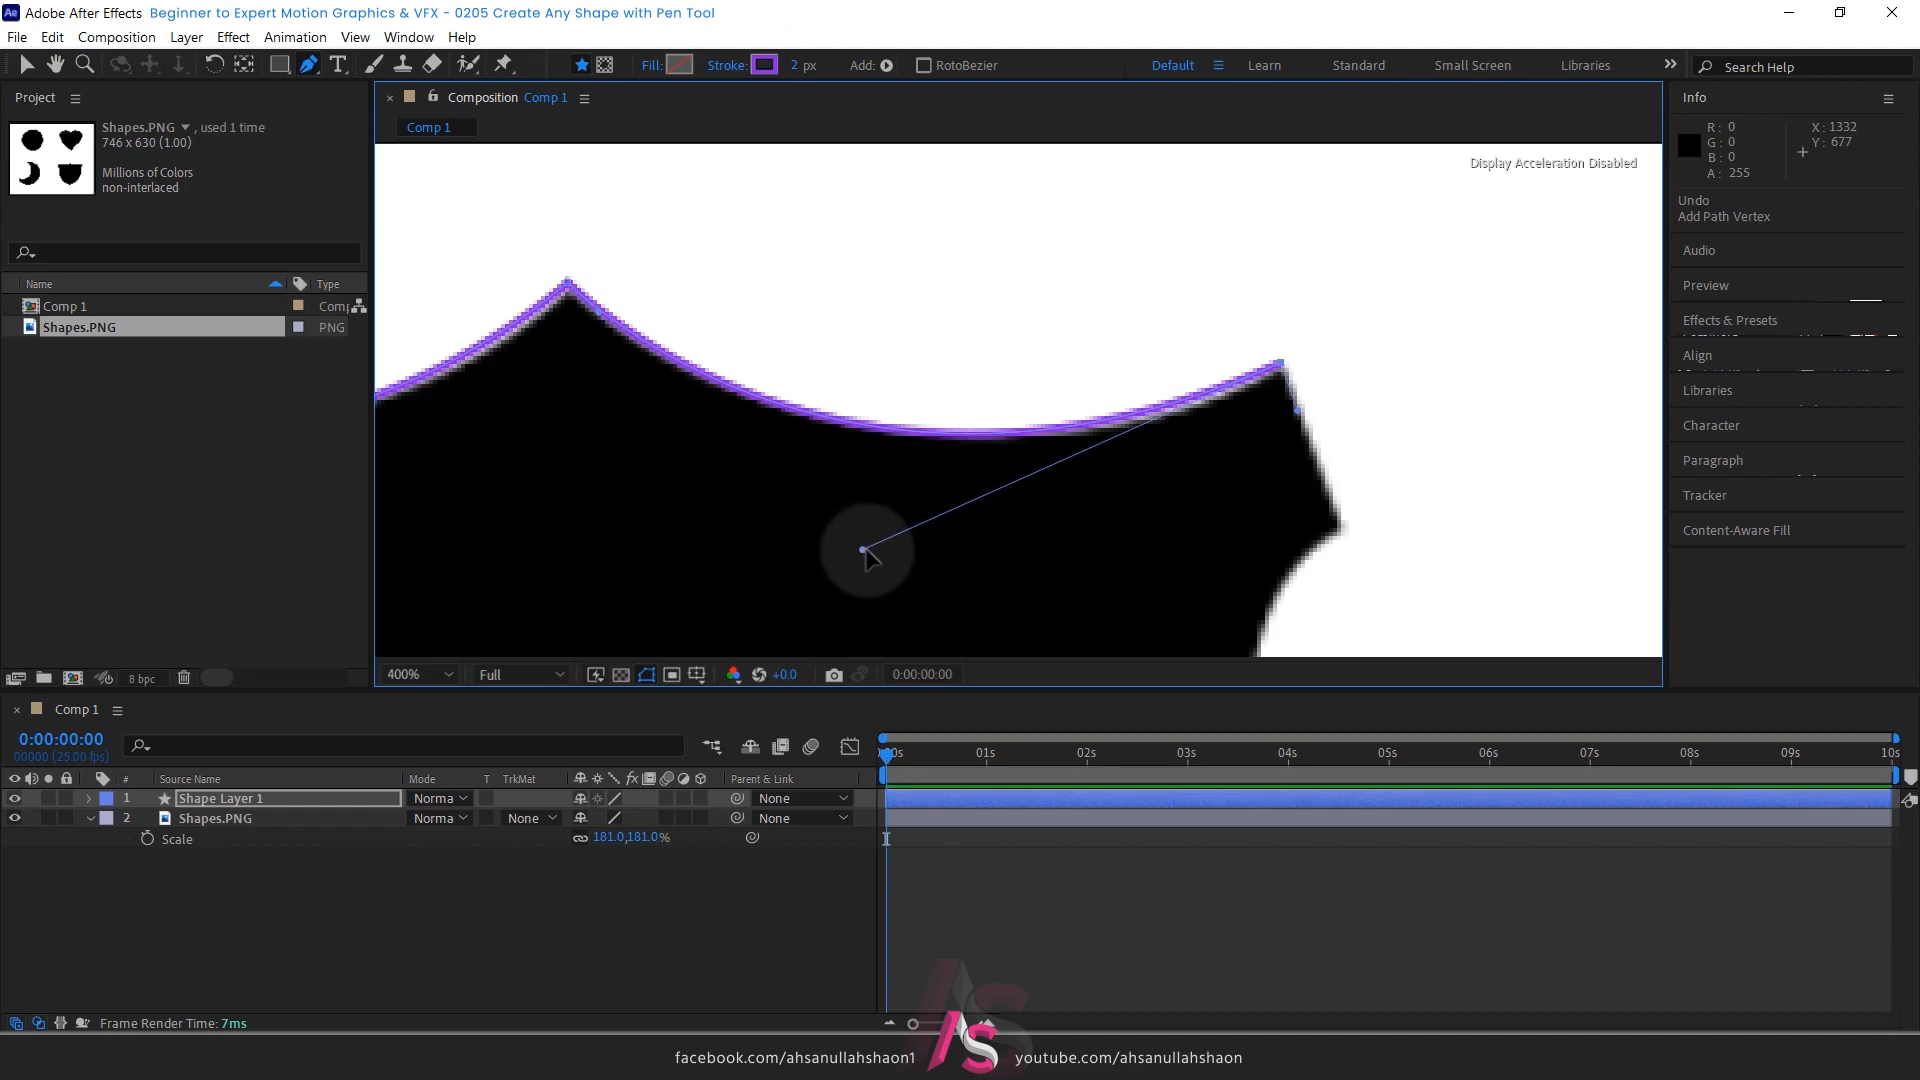 Adobe After Effects Beginner to Expert Motion Graphics & VFX - 0205 Create Any Shape with Pen Tool
File Edit Composition Layer Effect Animation View Window Help
Fill: Stroke: 2 px Add: RotoBezier Default Learn Standard Small Screen Libraries Search Help
Project
Shapes.PNG , used 1 time
746 x 630 (1.00)
Millions of Colors
non-interlaced
Name Type
Comp 1
Shapes.PNG PNG
8 bpc
Composition Comp 1
Comp 1
Display Acceleration Disabled
400% Full +0.0 0:00:00:00
Info
R: 0 X: 1332
G: 0 Y: 677
B: 0
A: 255
Undo
Add Path Vertex
Audio
Preview
Effects & Presets
Align
Libraries
Character
Paragraph
Tracker
Content-Aware Fill
Comp 1
0:00:00:00
00000 (25.00 fps)
01s 02s 03s 04s 05s 06s 07s 08s 09s 10s
# Source Name Mode T TrkMat fx Parent & Link
1 Shape Layer 1 Norma None
2 Shapes.PNG Norma None None
Scale 181.0,181.0%
Frame Render Time: 7ms
facebook.com/ahsanullahshaon1 youtube.com/ahsanullahshaon